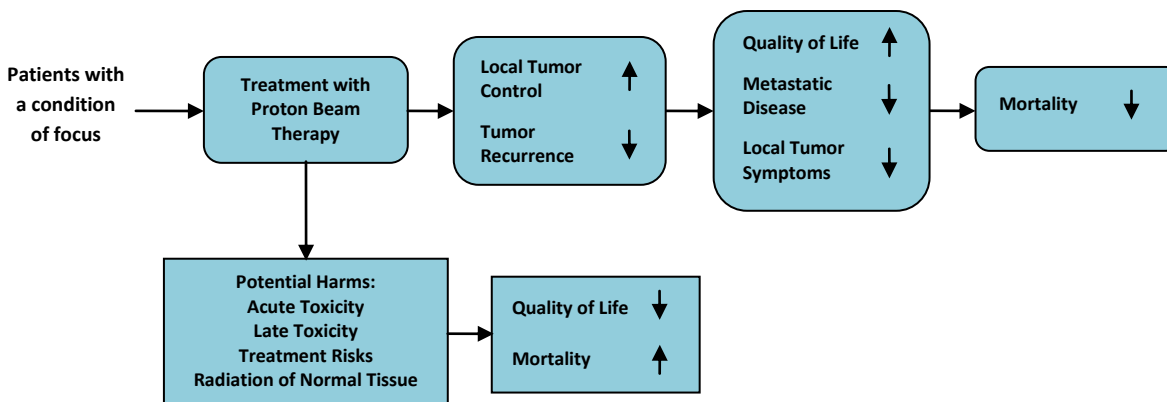 Patients with
a condition
of focus
Treatment with
Proton Beam
Therapy
Local Tumor
Control
Tumor
Recurrence
Quality of Life
Metastatic
Disease
Local Tumor
Symptoms
Mortality
Potential Harms:
Acute Toxicity
Late Toxicity
Treatment Risks
Radiation of Normal Tissue
Quality of Life
Mortality